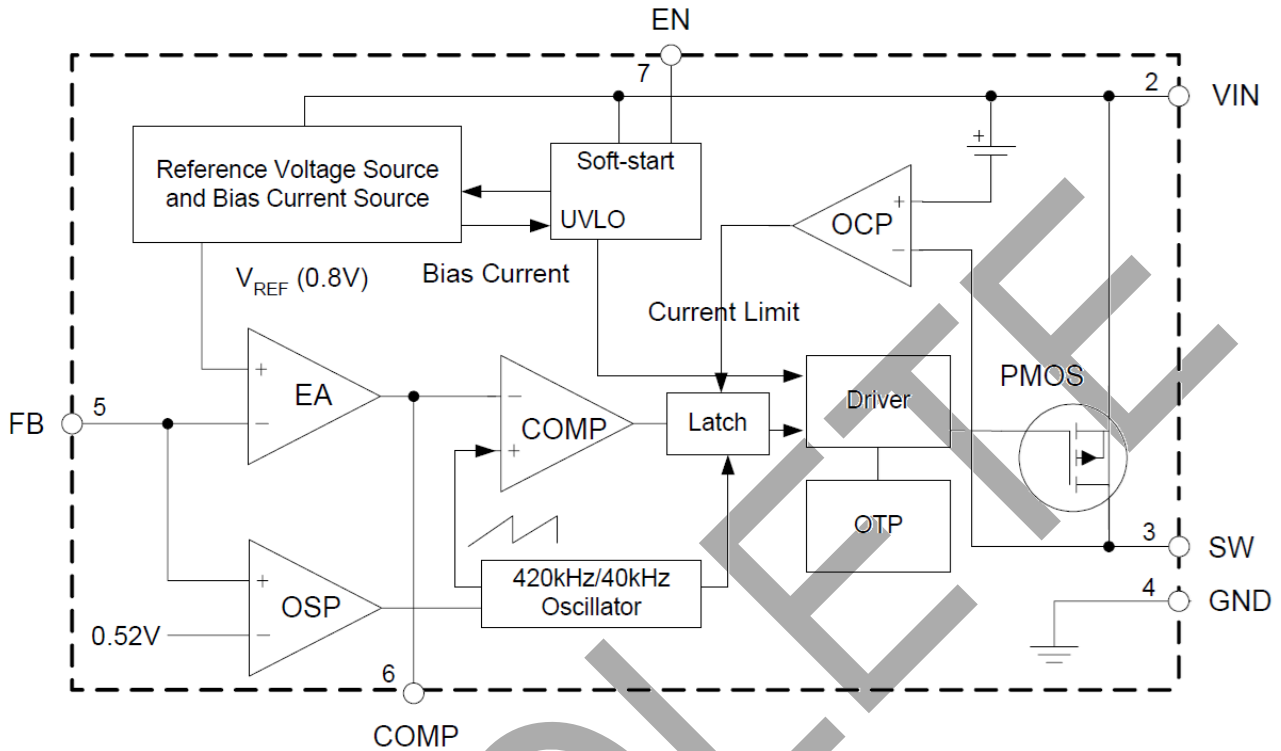 EN
7
2
VIN
Reference Voltage Source
and Bias Current Source
Soft-start
UVLO
+
+
−
OCP
V_REF (0.8V)
Bias Current
Current Limit
+
−
EA
FB
5
−
+
COMP
Latch
Driver
PMOS
OTP
3
SW
420kHz/40kHz
Oscillator
+
−
OSP
0.52V
4
GND
6
COMP